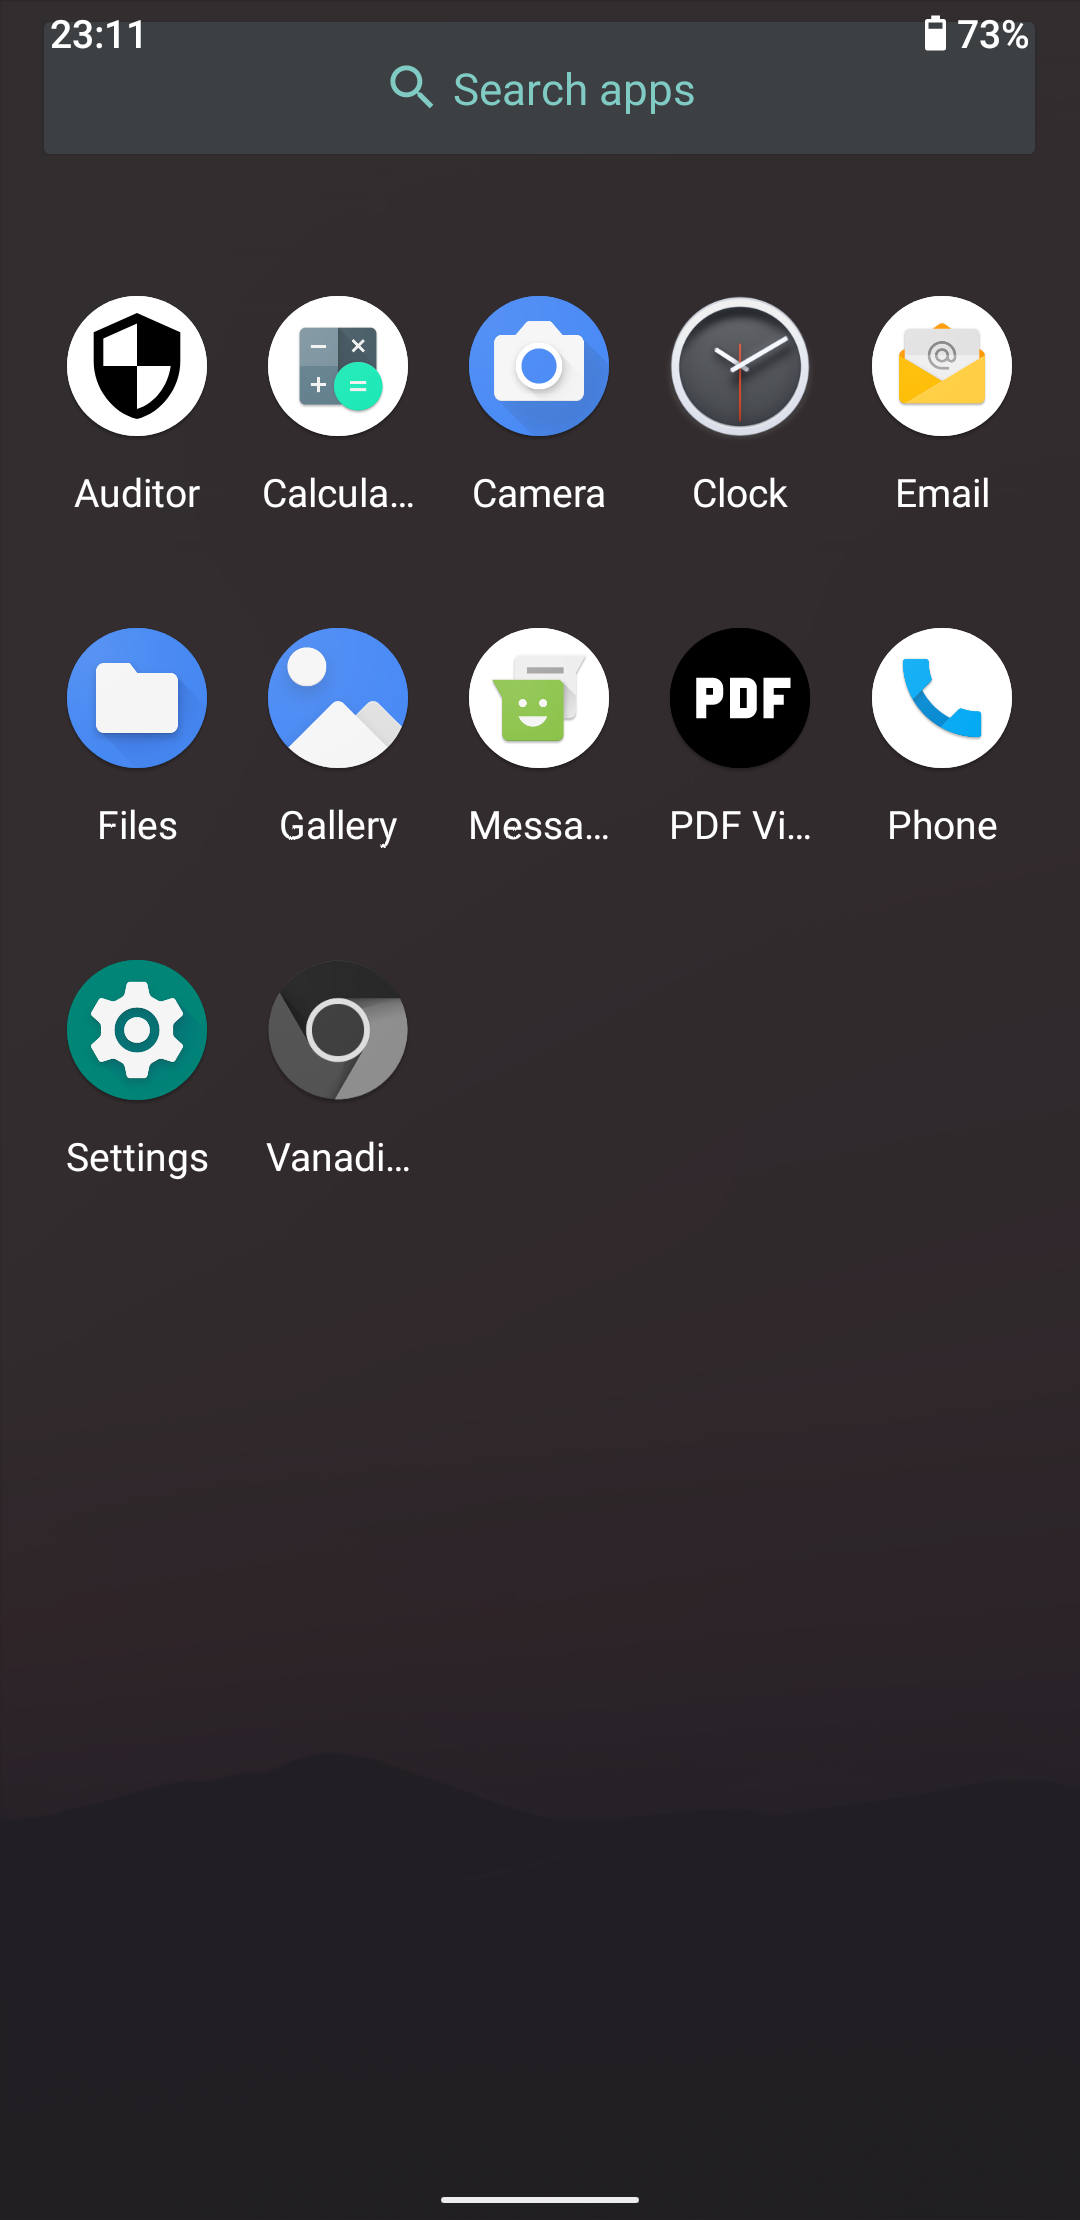 23:11 73%
Search apps
Auditor Calcula... Camera Clock Email
PDF
Files Gallery Messa... PDF Vi... Phone
Settings Vanadi...